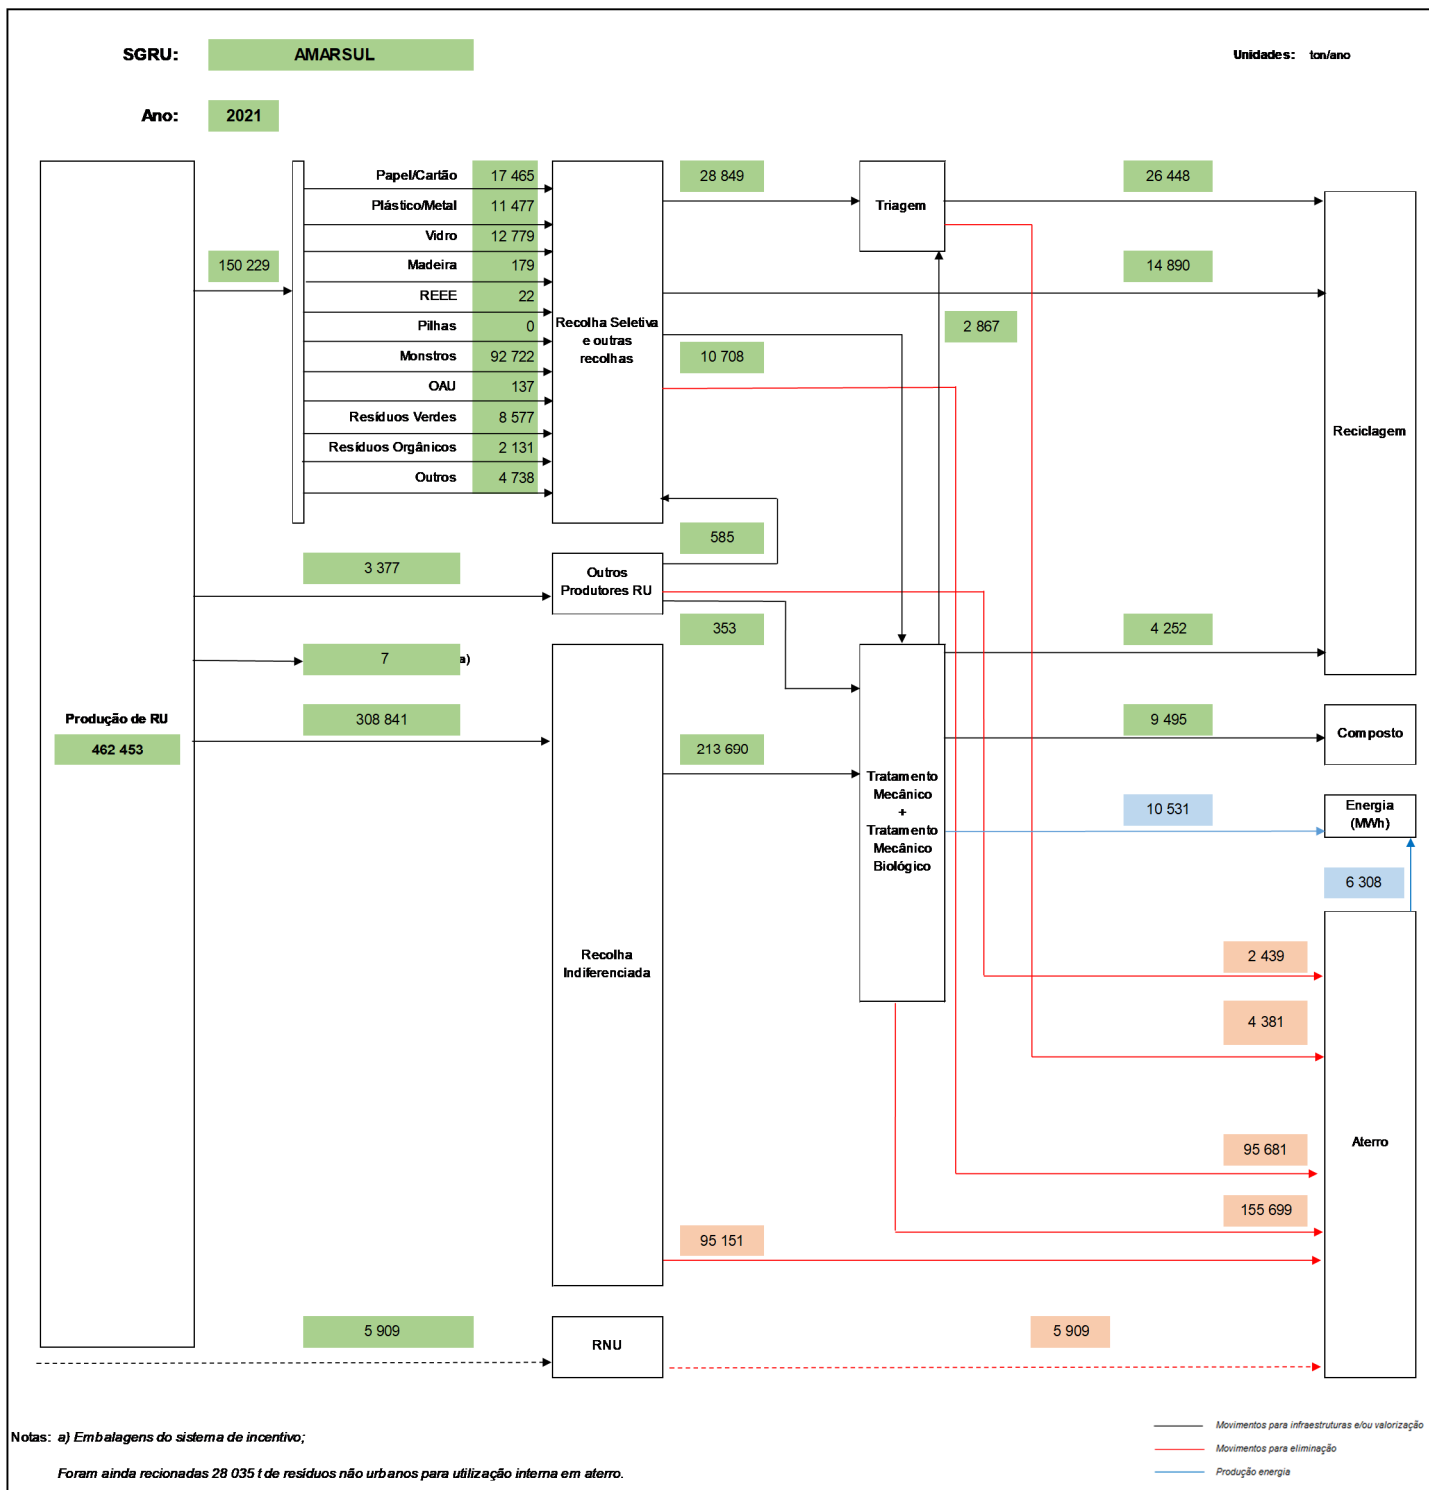 SGRU: AMARSUL Unidades: ton/ano
Ano: 2021
Papel/Cartão 17 465
Plástico/Metal 11 477
Vidro 12 779
Madeira 179
REEE 22
Pilhas 0
Monstros 92 722
OAU 137
Resíduos Verdes 8 577
Resíduos Orgânicos 2 131
Outros 4 738
150 229
Recolha Seletiva
e outras
recolhas
28 849
Triagem
26 448
14 890
2 867
10 708
Reciclagem
585
3 377
Outros
Produtores RU
353
4 252
7 a)
Produção de RU
462 453
308 841
213 690
9 495
Composto
Tratamento
Mecânico
+
Tratamento
Mecânico
Biológico
10 531
Energia
(MWh)
6 308
Recolha
Indiferenciada
2 439
4 381
95 681
Aterro
155 699
95 151
5 909
RNU
5 909
Notas: a) Embalagens do sistema de incentivo;
Foram ainda recionadas 28 035 t de resíduos não urbanos para utilização interna em aterro.
Movimentos para infraestruturas e/ou valorização
Movimentos para eliminação
Produção energia